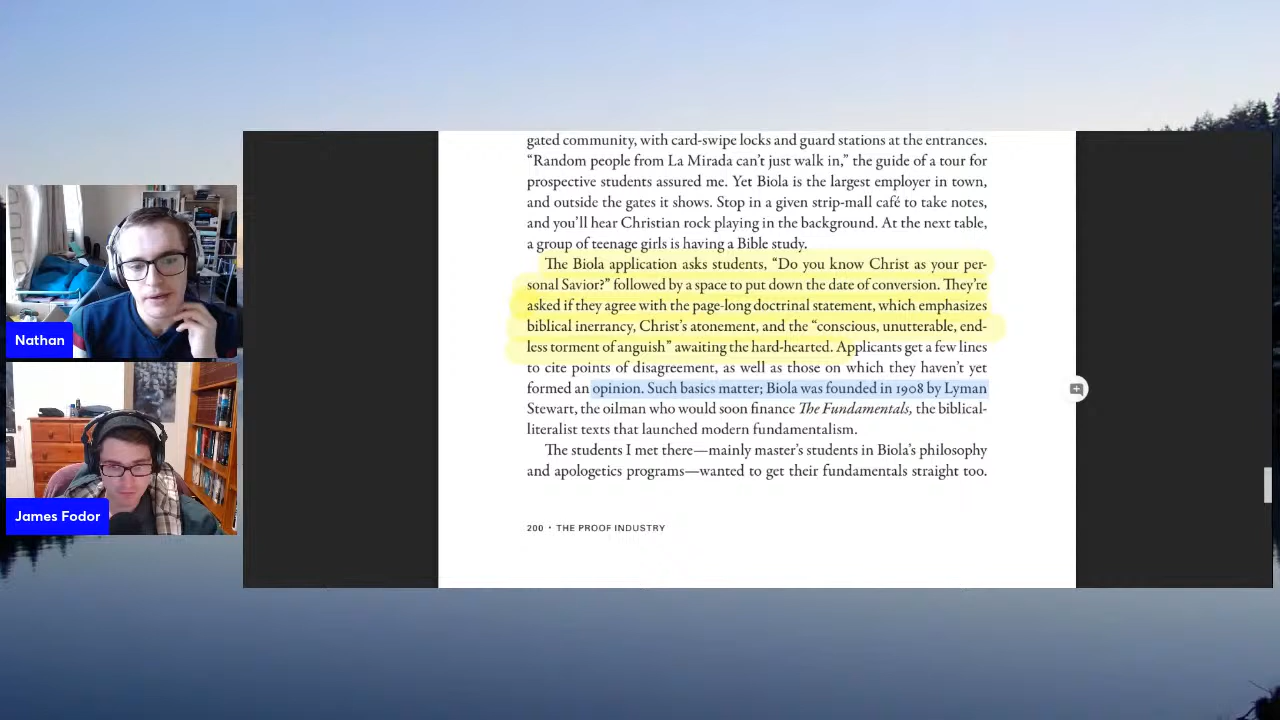 gated community, with card-swipe locks and guard stations at the entrances.
“Random people from La Mirada can’t just walk in,” the guide of a tour for
prospective students assured me. Yet Biola is the largest employer in town,
and outside the gates it shows. Stop in a given strip-mall café to take notes,
and you’ll hear Christian rock playing in the background. At the next table,
a group of teenage girls is having a Bible study.
The Biola application asks students, “Do you know Christ as your per-
sonal Savior?” followed by a space to put down the date of conversion. They’re
asked if they agree with the page-long doctrinal statement, which emphasizes
biblical inerrancy, Christ’s atonement, and the “conscious, unutterable, end-
less torment of anguish” awaiting the hard-hearted. Applicants get a few lines
to cite points of disagreement, as well as those on which they haven’t yet
formed an opinion. Such basics matter; Biola was founded in 1908 by Lyman
Stewart, the oilman who would soon finance The Fundamentals, the biblical-
literalist texts that launched modern fundamentalism.
The students I met there—mainly master’s students in Biola’s philosophy
and apologetics programs—wanted to get their fundamentals straight too.
200 · THE PROOF INDUSTRY
Nathan
James Fodor